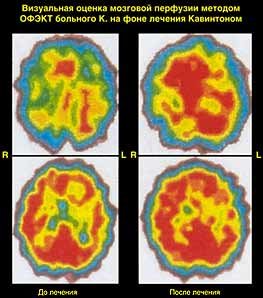 Визуальная оценка мозговой перфузии методом
ОФЭКТ больного К. на фоне лечения Кавинтоном
R L R L
До лечения После лечения